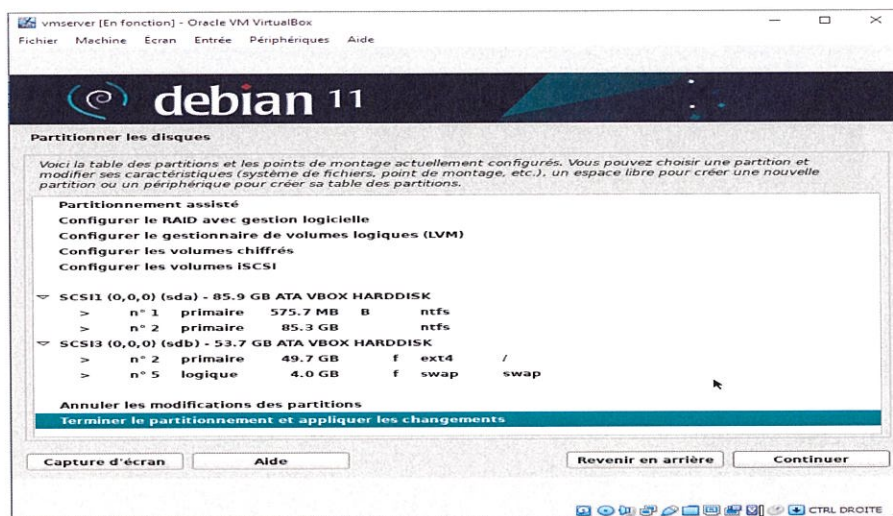 vmserver [En fonction] - Oracle VM VirtualBox
Fichier Machine Écran Entrée Périphériques Aide
debian 11
Partitionner les disques
Voici la table des partitions et les points de montage actuellement configurés. Vous pouvez choisir une partition et
modifier ses caractéristiques (système de fichiers, point de montage, etc.), un espace libre pour créer une nouvelle
partition ou un périphérique pour créer sa table des partitions.
Partitionnement assisté
Configurer le RAID avec gestion logicielle
Configurer le gestionnaire de volumes logiques (LVM)
Configurer les volumes chiffrés
Configurer les volumes iSCSI
SCSI1 (0,0,0) (sda) - 85.9 GB ATA VBOX HARDDISK
> n° 1 primaire 575.7 MB B ntfs
> n° 2 primaire 85.3 GB ntfs
SCSI3 (0,0,0) (sdb) - 53.7 GB ATA VBOX HARDDISK
> n° 2 primaire 49.7 GB f ext4 /
> n° 5 logique 4.0 GB f swap swap
Annuler les modifications des partitions
Terminer le partitionnement et appliquer les changements
Capture d'écran Aide Revenir en arrière Continuer
CTRL DROITE